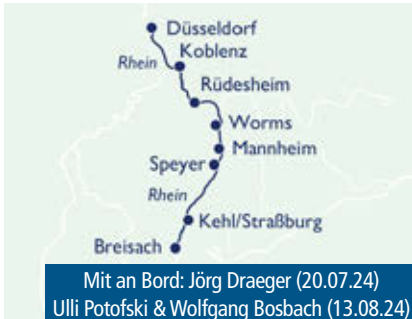 Düsseldorf
Koblenz
Rhein
Rüdesheim
Worms
Mannheim
Speyer
Rhein
Kehl/Straßburg
Breisach
Mit an Bord: Jörg Draeger (20.07.24)
Ulli Potofski & Wolfgang Bosbach (13.08.24)